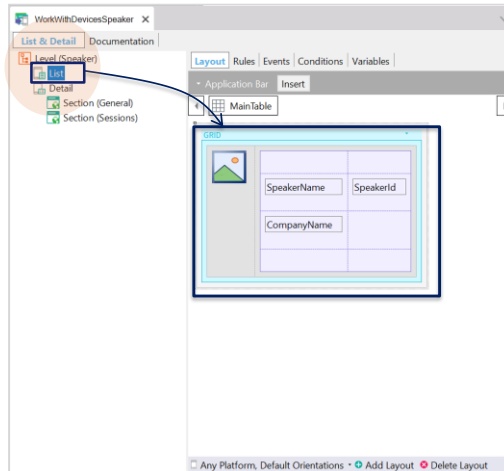 WorkWithDevicesSpeaker
List & Detail Documentation
Level (Speaker)
List
Detail
Section (General)
Section (Sessions)
Layout Rules Events Conditions Variables
Application Bar Insert
MainTable
GRID
SpeakerName SpeakerId
CompanyName
Any Platform, Default Orientations Add Layout Delete Layout